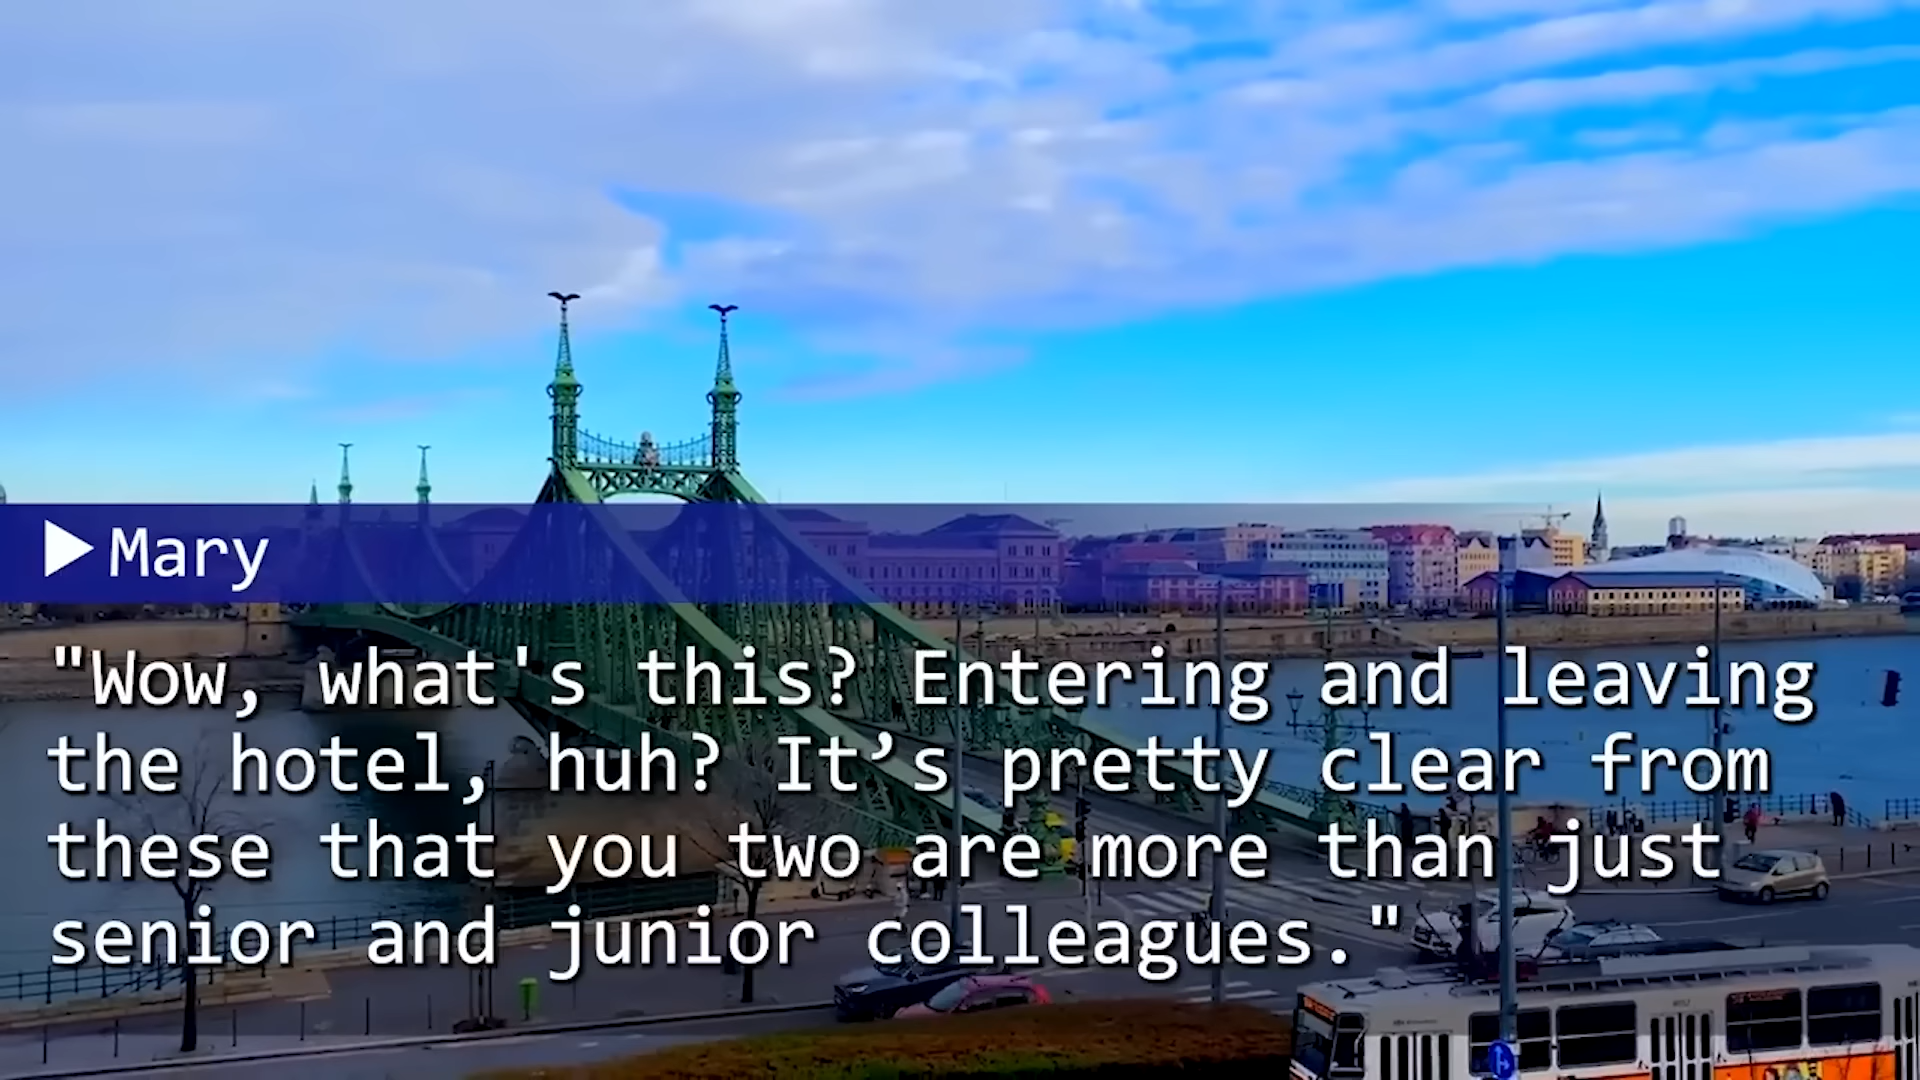 Mary
"Wow, what's this? Entering and leaving
the hotel, huh? It’s pretty clear from
these that you two are more than just
senior and junior colleagues."